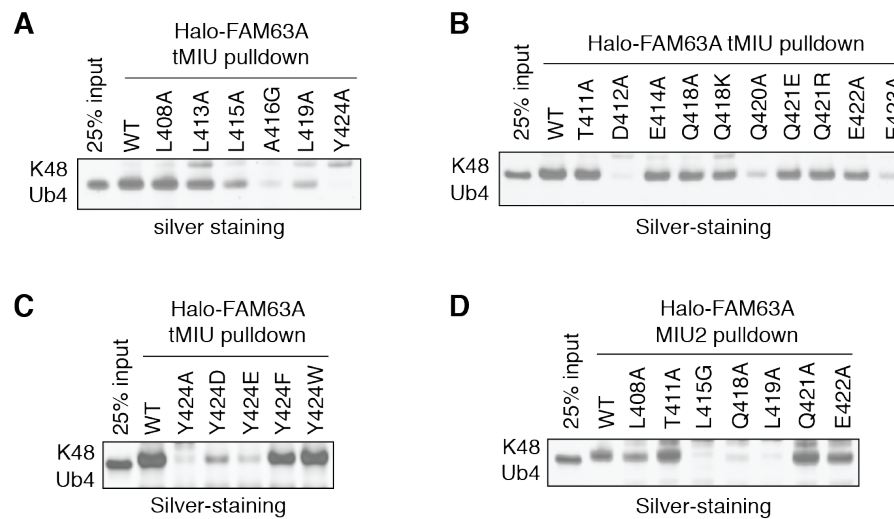 A
Halo-FAM63A
tMIU pulldown
25% input
WT
L408A
L413A
L415A
A416G
L419A
Y424A
K48
Ub4
silver staining
B
Halo-FAM63A tMIU pulldown
25% input
WT
T411A
D412A
E414A
Q418A
Q418K
Q420A
Q421E
Q421R
E422A
K48
Ub4
Silver-staining
C
Halo-FAM63A
tMIU pulldown
25% input
WT
Y424A
Y424D
Y424E
Y424F
Y424W
K48
Ub4
Silver-staining
D
Halo-FAM63A
MIU2 pulldown
25% input
WT
L408A
T411A
L415G
Q418A
L419A
Q421A
E422A
K48
Ub4
Silver-staining